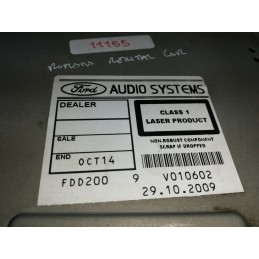 11155
Ford AUDIO SYSTEMS
DEALER
CLASS 1
LASER PRODUCT
SALE
NON-ROBUST COMPONENT
SCRAP IF DROPPED
END OCT14
FDD200 9 V010602
29.10.2009